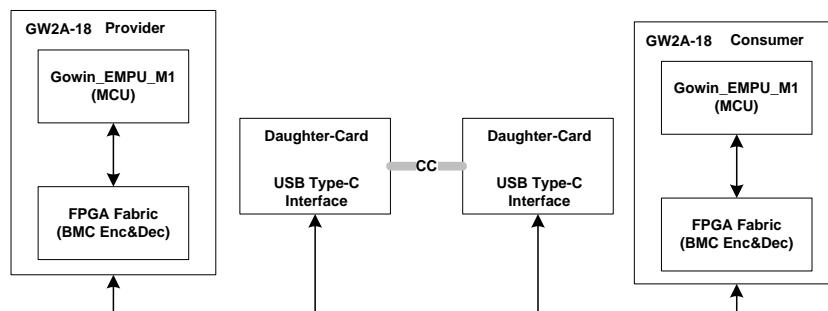 GW2A-18 Provider
Gowin_EMPU_M1
(MCU)
FPGA Fabric
(BMC Enc&Dec)
Daughter-Card
USB Type-C
Interface
CC
Daughter-Card
USB Type-C
Interface
GW2A-18 Consumer
Gowin_EMPU_M1
(MCU)
FPGA Fabric
(BMC Enc&Dec)